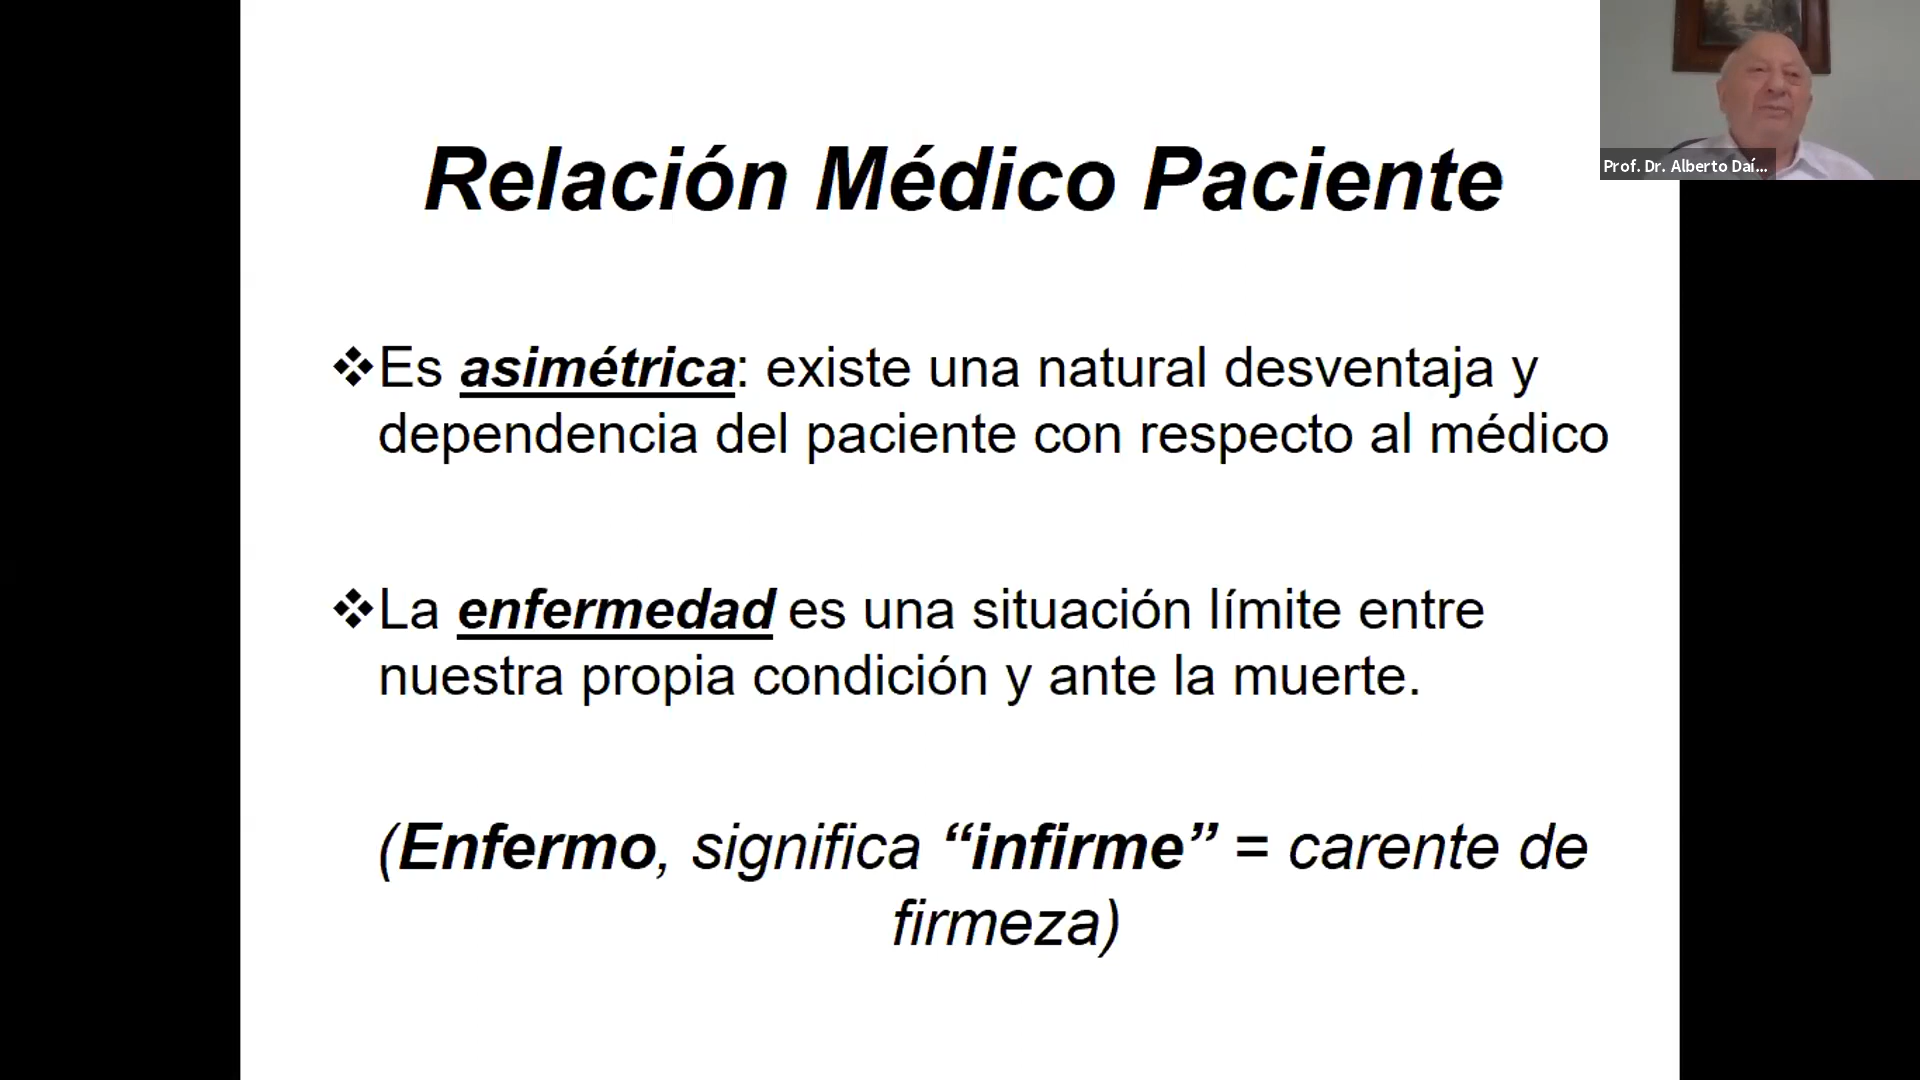 Relación Médico Paciente
❖Es asimétrica: existe una natural desventaja y
dependencia del paciente con respecto al médico
❖La enfermedad es una situación límite entre
nuestra propia condición y ante la muerte.
(Enfermo, significa “infirme” = carente de
firmeza)
Prof. Dr. Alberto Daí...